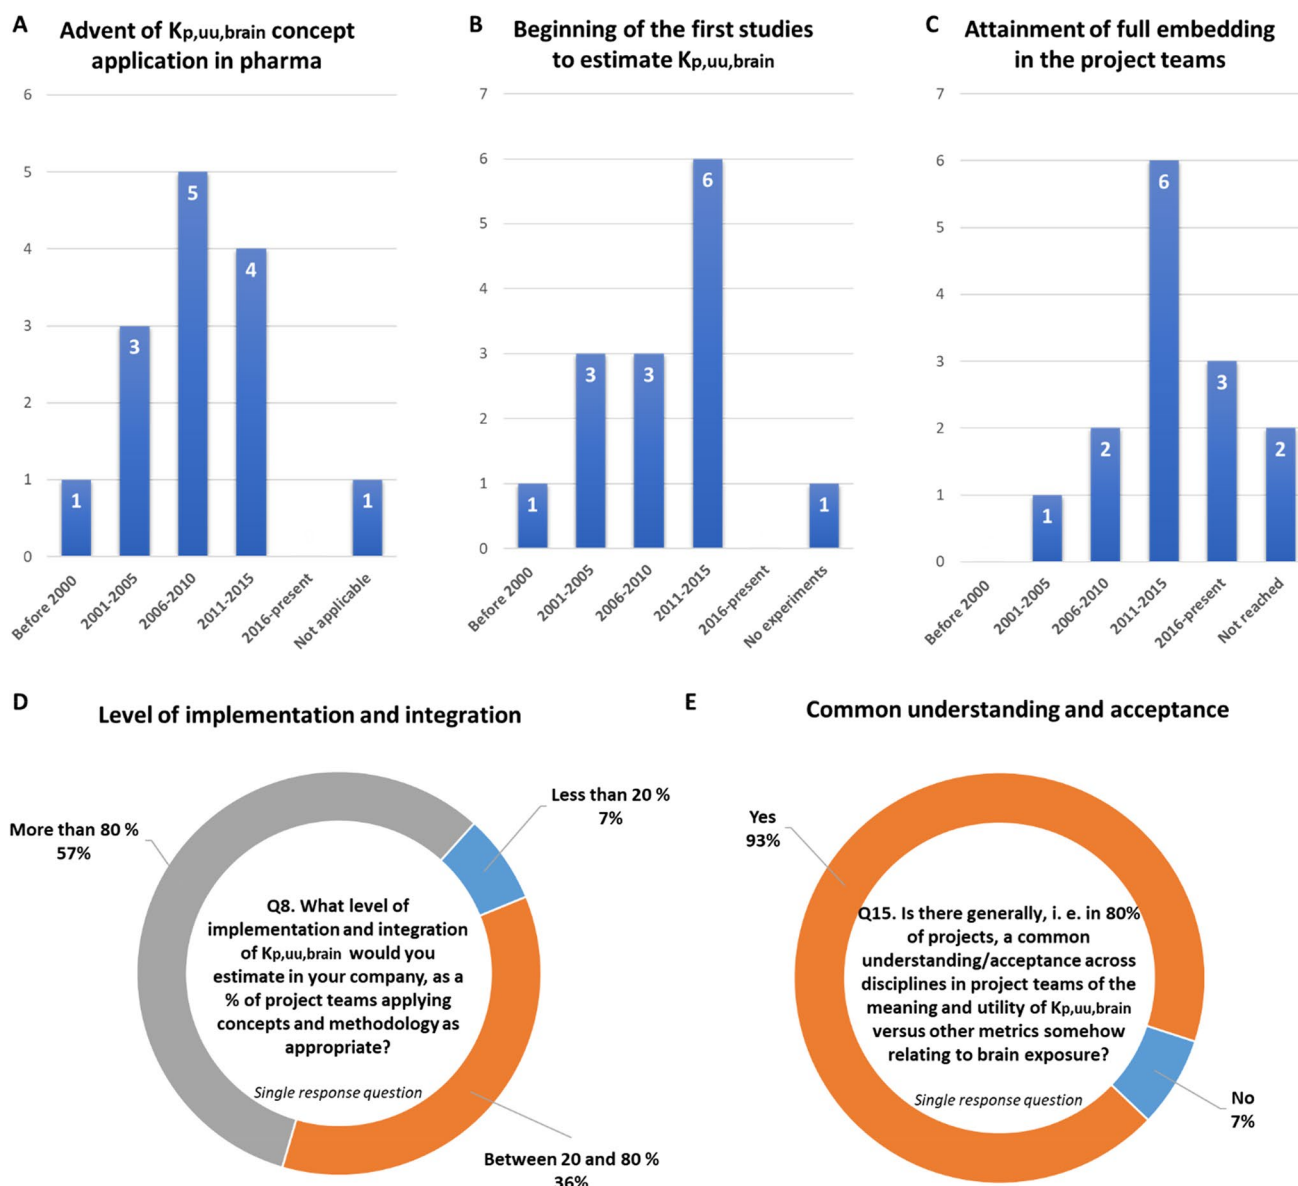 A
Advent of Kp,uu,brain concept
application in pharma
6
5
4
3
2
1
0
1
3
5
4
1
Before 2000
2001-2005
2006-2010
2011-2015
2016-present
Not applicable
B
Beginning of the first studies
to estimate Kp,uu,brain
7
6
5
4
3
2
1
0
1
3
3
6
1
Before 2000
2001-2005
2006-2010
2011-2015
2016-present
No experiments
C
Attainment of full embedding
in the project teams
7
6
5
4
3
2
1
0
1
2
6
3
2
Before 2000
2001-2005
2006-2010
2011-2015
2016-present
Not reached
D
Level of implementation and integration
More than 80 %
57%
Less than 20 %
7%
Q8. What level of
implementation and integration
of Kp,uu,brain would you
estimate in your company, as a
% of project teams applying
concepts and methodology as
appropriate?
Single response question
Between 20 and 80 %
36%
E
Common understanding and acceptance
Yes
93%
Q15. Is there generally, i. e. in 80%
of projects, a common
understanding/acceptance across
disciplines in project teams of the
meaning and utility of Kp,uu,brain
versus other metrics somehow
relating to brain exposure?
Single response question
No
7%